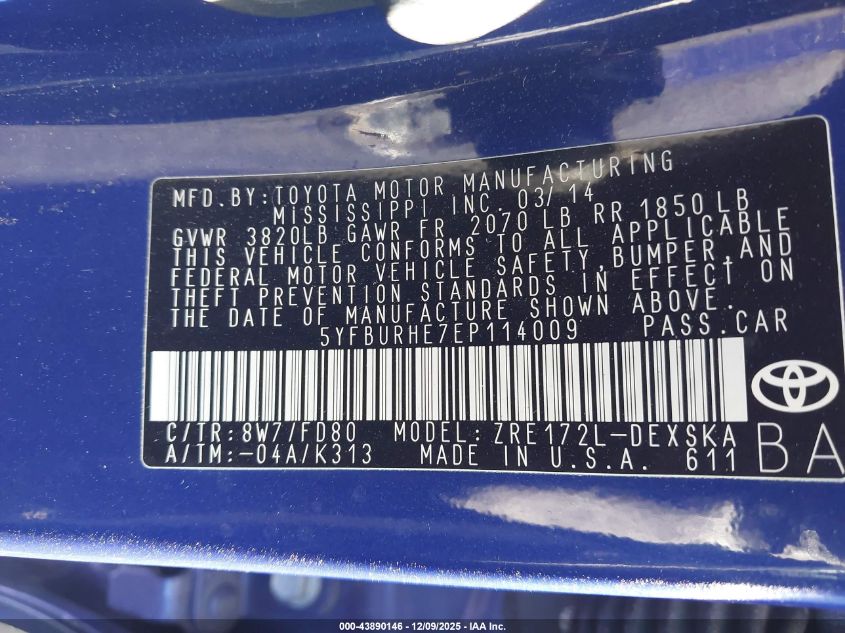 MFD. BY: TOYOTA MOTOR MANUFACTURING
MISSISSIPPI INC. 03/14
GVWR 3820LB GAWR FR 2070 LB RR 1850 LB
THIS VEHICLE CONFORMS TO ALL APPLICABLE
FEDERAL MOTOR VEHICLE SAFETY, BUMPER, AND
THEFT PREVENTION STANDARDS IN EFFECT ON
THE DATE OF MANUFACTURE SHOWN ABOVE.
5YFBURHE7EP114009 PASS. CAR
C/TR: 8W7/FD80 MODEL: ZRE172L-DEXSKA
A/TM: -04A/K313 MADE IN U.S.A. 611
BA
000-43890146 - 12/09/2025 - IAA Inc.